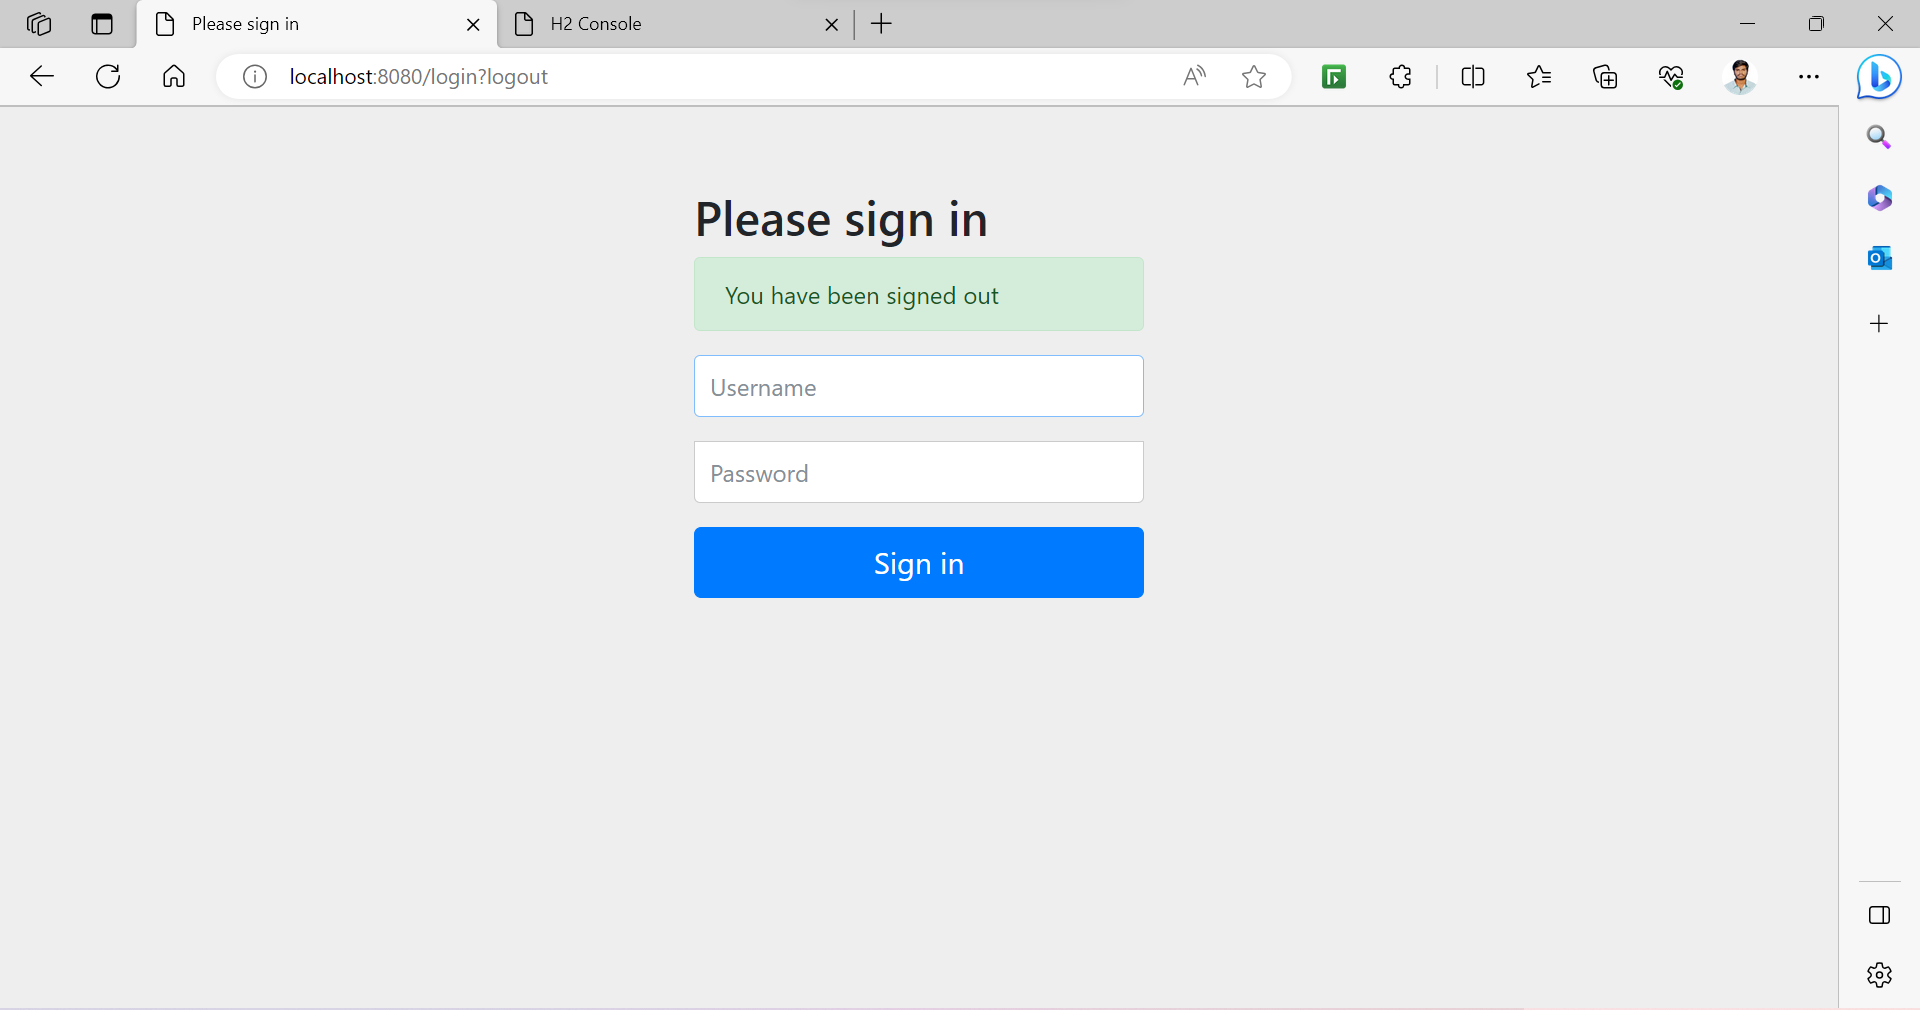 Please sign in
H2 Console
localhost:8080/login?logout
Please sign in
You have been signed out
Username
Password
Sign in